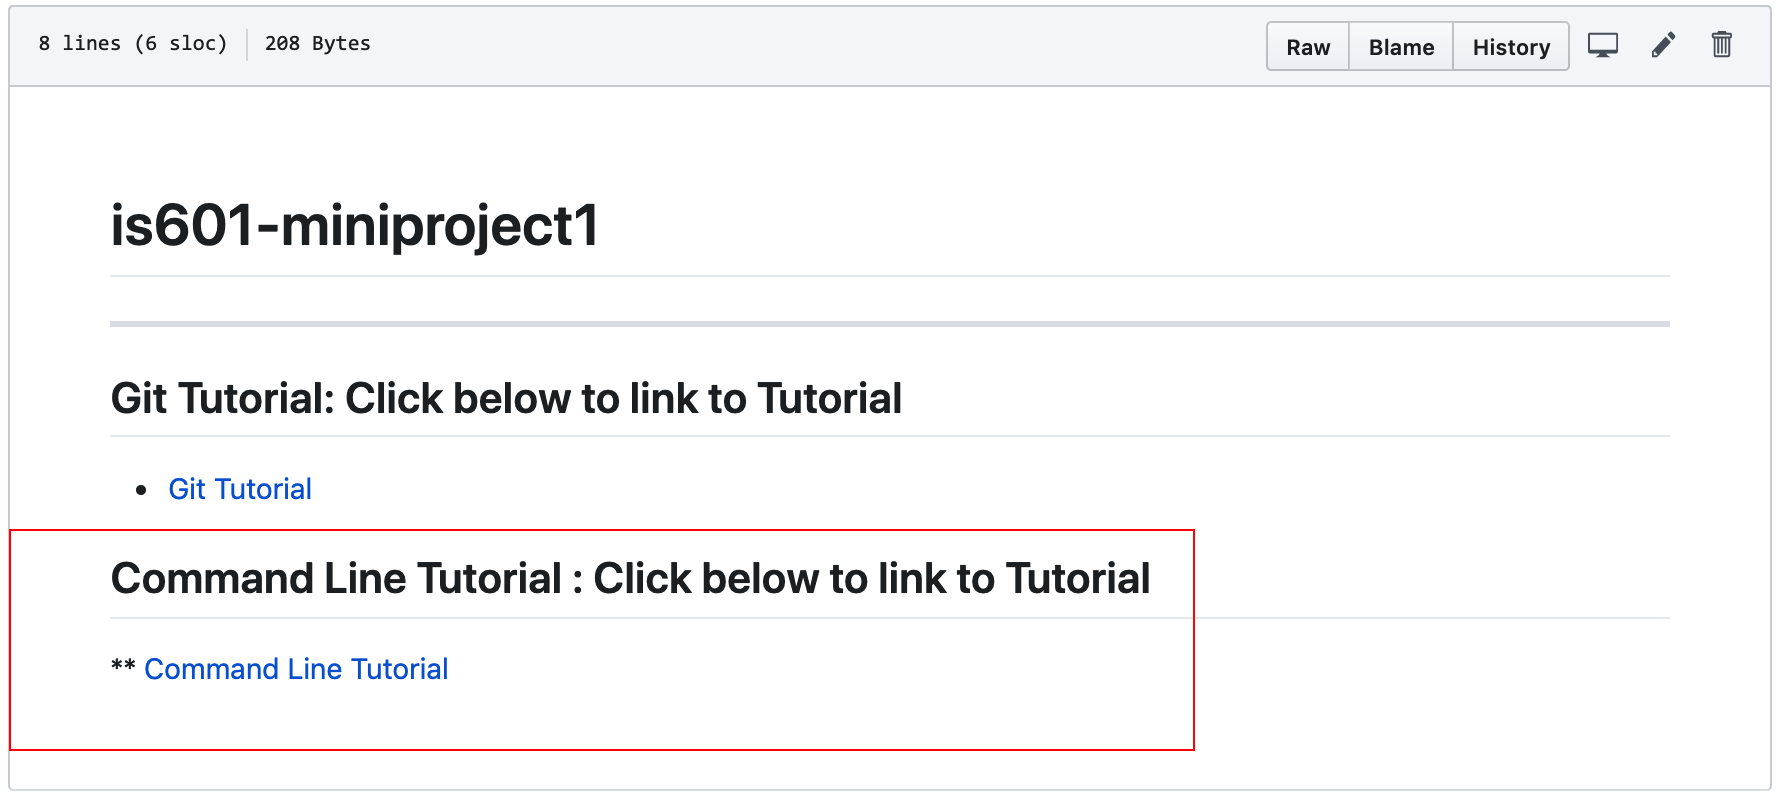 8 lines (6 sloc) 208 Bytes Raw Blame History
is601-miniproject1
Git Tutorial: Click below to link to Tutorial
• Git Tutorial
Command Line Tutorial : Click below to link to Tutorial
** Command Line Tutorial